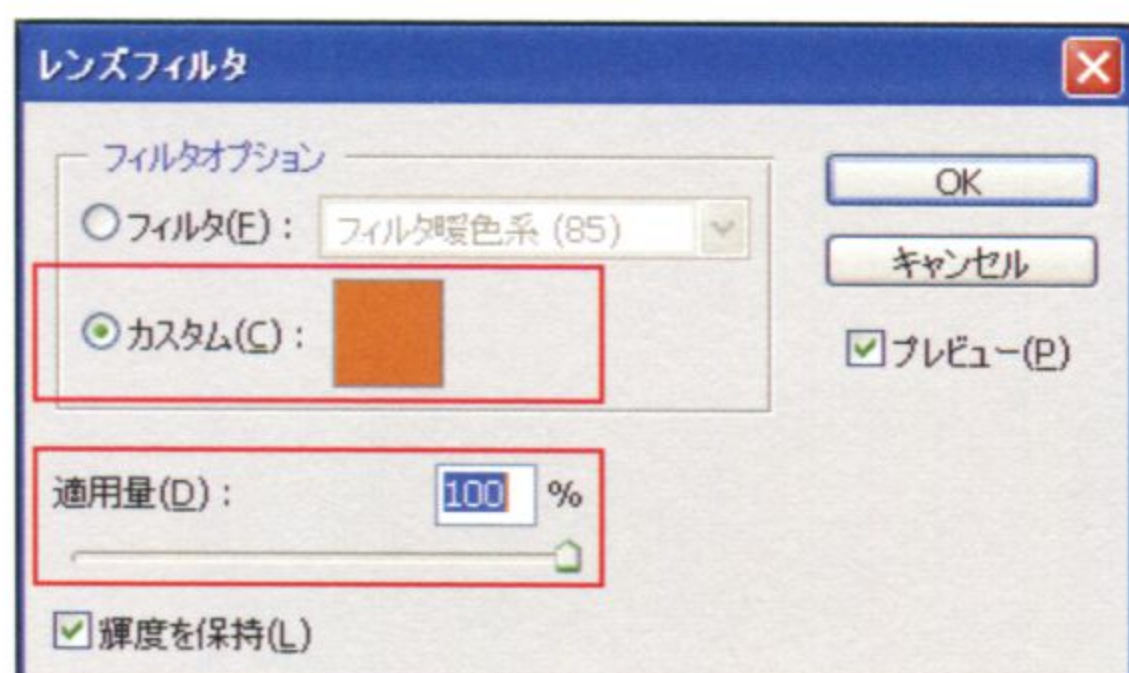 レンズフィルタ
フィルタオプション
フィルタ(F) : フィルタ暖色系 (85)
カスタム(C) :
OK
キャンセル
プレビュー(P)
適用量(D) : 100 %
輝度を保持(L)